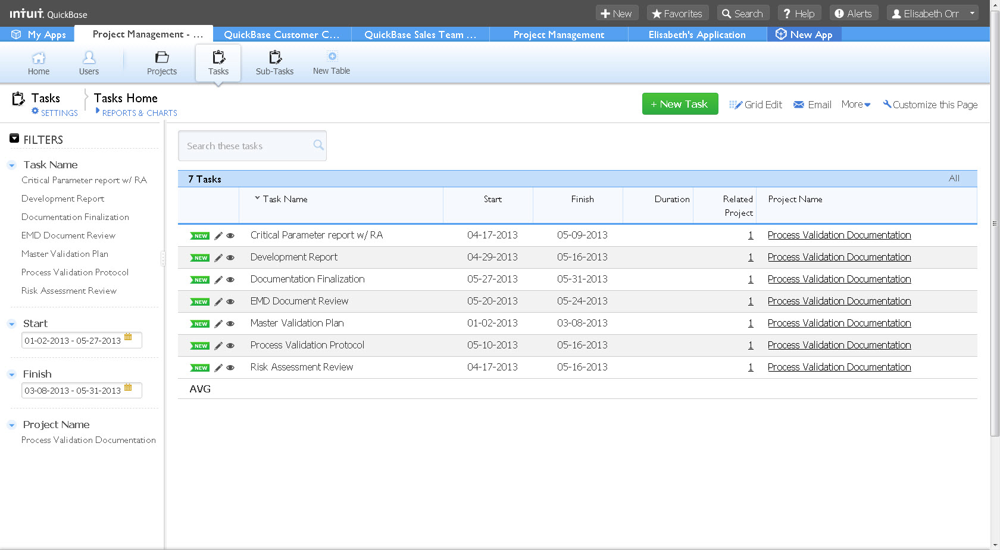 intuit. QuickBase
+ New
Favorites
Search
? Help
Alerts
Elisabeth Orr
My Apps
Project Management - ...
QuickBase Customer C...
QuickBase Sales Team ...
Project Management
Elisabeth's Application
New App
Home
Users
Projects
Tasks
Sub-Tasks
New Table
Tasks
SETTINGS
Tasks Home
REPORTS & CHARTS
+ New Task
Grid Edit
Email
More
Customize this Page
FILTERS
Task Name
Critical Parameter report w/ RA
Development Report
Documentation Finalization
EMD Document Review
Master Validation Plan
Process Validation Protocol
Risk Assessment Review
Start
01-02-2013 - 05-27-2013
Finish
03-08-2013 - 05-31-2013
Project Name
Process Validation Documentation
Search these tasks
7 Tasks All
Task Name Start Finish Duration Related Project Project Name
NEW Critical Parameter report w/ RA 04-17-2013 05-09-2013 1 Process Validation Documentation
NEW Development Report 04-29-2013 05-16-2013 1 Process Validation Documentation
NEW Documentation Finalization 05-27-2013 05-31-2013 1 Process Validation Documentation
NEW EMD Document Review 05-20-2013 05-24-2013 1 Process Validation Documentation
NEW Master Validation Plan 01-02-2013 03-08-2013 1 Process Validation Documentation
NEW Process Validation Protocol 05-10-2013 05-16-2013 1 Process Validation Documentation
NEW Risk Assessment Review 04-17-2013 05-16-2013 1 Process Validation Documentation
AVG